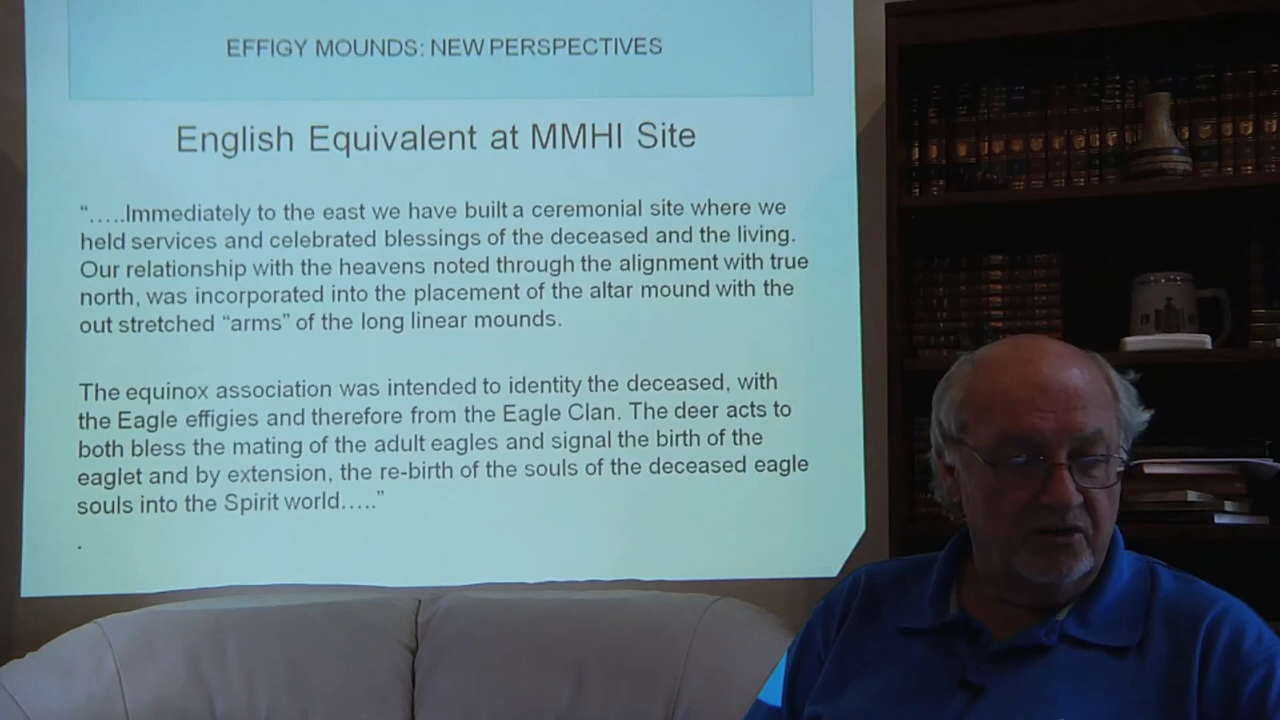 EFFIGY MOUNDS: NEW PERSPECTIVES
English Equivalent at MMHI Site
“…..Immediately to the east we have built a ceremonial site where we
held services and celebrated blessings of the deceased and the living.
Our relationship with the heavens noted through the alignment with true
north, was incorporated into the placement of the altar mound with the
out stretched “arms” of the long linear mounds.
The equinox association was intended to identity the deceased, with
the Eagle effigies and therefore from the Eagle Clan. The deer acts to
both bless the mating of the adult eagles and signal the birth of the
eaglet and by extension, the re-birth of the souls of the deceased eagle
souls into the Spirit world…..”
.